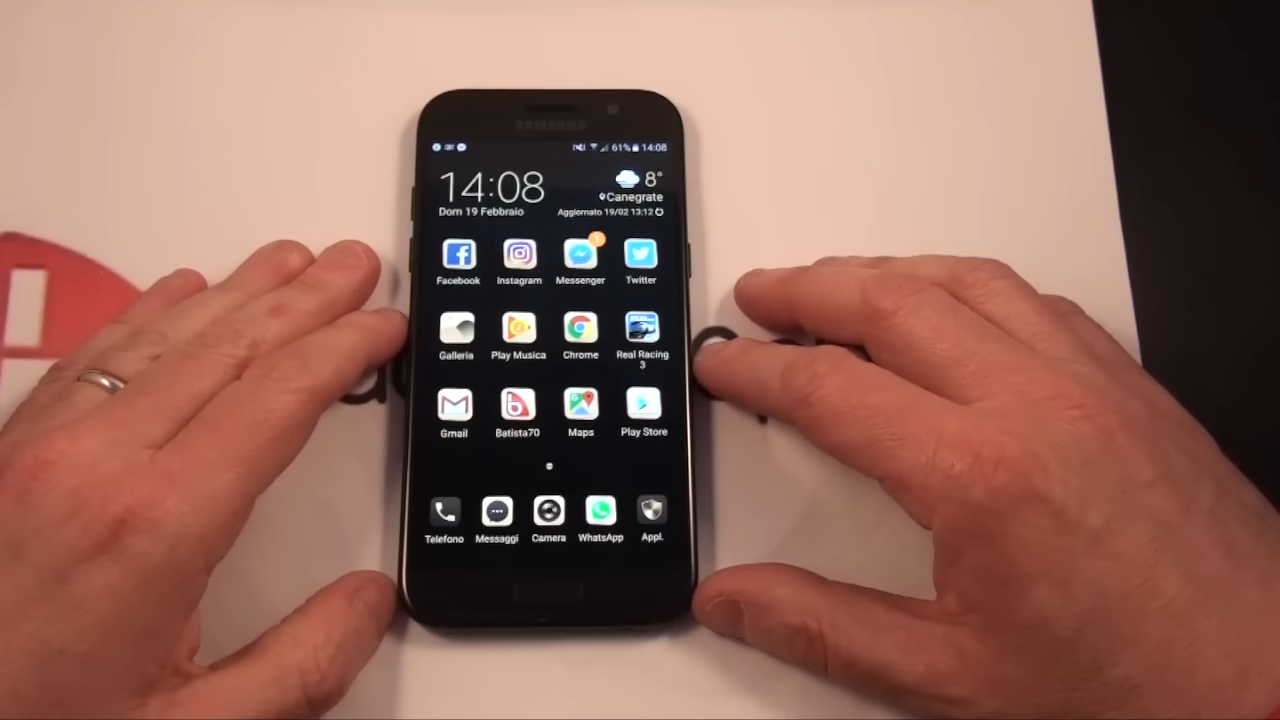 SAMSUNG
61% 14:08
14:08
8°
Canegrate
Dom 19 Febbraio
Aggiornato 19/02 13:12
1
Facebook
Instagram
Messenger
Twitter
Galleria
Play Musica
Chrome
Real Racing
3
Gmail
Batista70
Maps
Play Store
Telefono
Messaggi
Camera
WhatsApp
Appl.